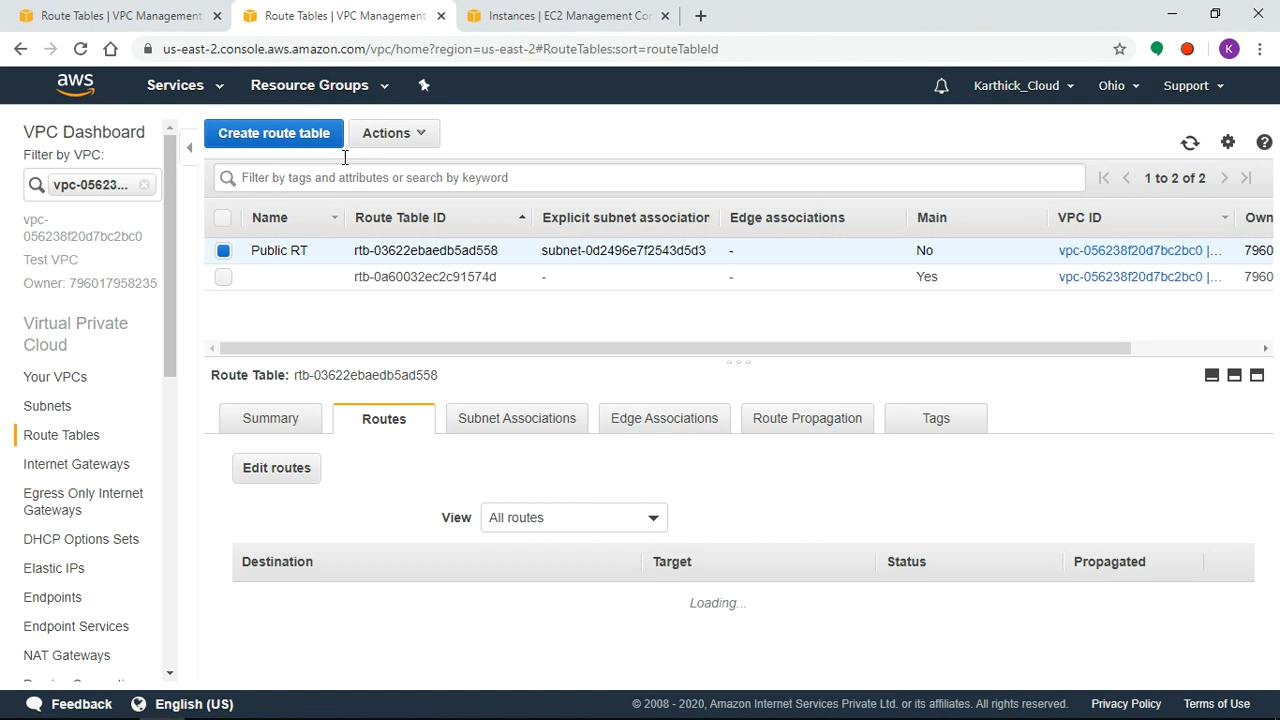 Route Tables | VPC Management
Route Tables | VPC Management
Instances | EC2 Management Co
us-east-2.console.aws.amazon.com/vpc/home?region=us-east-2#RouteTables:sort=routeTableId
K
aws
Services
Resource Groups
Karthick_Cloud
Ohio
Support
VPC Dashboard
Filter by VPC:
vpc-05623...
vpc-
056238f20d7bc2bc0
Test VPC
Owner: 796017958235
Virtual Private
Cloud
Your VPCs
Subnets
Route Tables
Internet Gateways
Egress Only Internet
Gateways
DHCP Options Sets
Elastic IPs
Endpoints
Endpoint Services
NAT Gateways
Create route table
Actions
Filter by tags and attributes or search by keyword
1 to 2 of 2
Name Route Table ID Explicit subnet association Edge associations Main VPC ID Own
Public RT rtb-03622ebaedb5ad558 subnet-0d2496e7f2543d5d3 - No vpc-056238f20d7bc2bc0 |... 7960
rtb-0a60032ec2c91574d - - Yes vpc-056238f20d7bc2bc0 |... 7960
Route Table: rtb-03622ebaedb5ad558
Summary
Routes
Subnet Associations
Edge Associations
Route Propagation
Tags
Edit routes
View All routes
Destination Target Status Propagated
Loading...
Feedback
English (US)
© 2008 - 2020, Amazon Internet Services Private Ltd. or its affiliates. All rights reserved.
Privacy Policy
Terms of Use